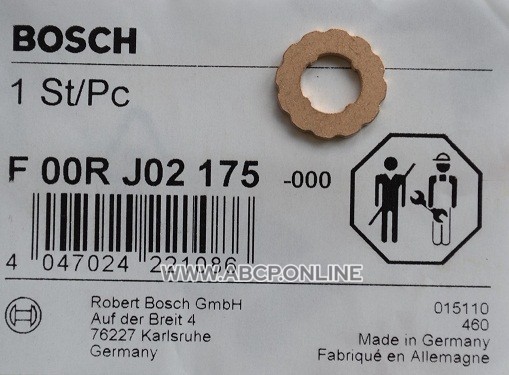 BOSCH
1 St/Pc
F 00R J02 175 -000
4 047024 221086
WWW.ABCP.ONLINE
Robert Bosch GmbH
Auf der Breit 4
76227 Karlsruhe
Germany
015110
460
Made in Germany
Fabriqué en Allemagne